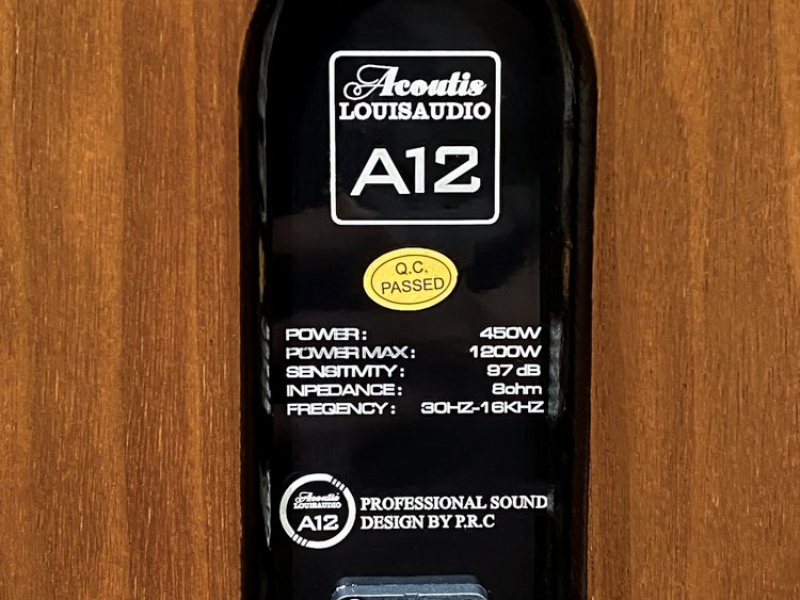 Acoutis
LOUISAUDIO
A12
Q.C.
PASSED
POWER: 450W
POWER MAX: 1200W
SENSITIVITY: 97 dB
INPEDANCE: 8ohm
FREQENCY: 30HZ-16KHZ
Acoutis
LOUISAUDIO
A12
PROFESSIONAL SOUND
DESIGN BY P.R.C